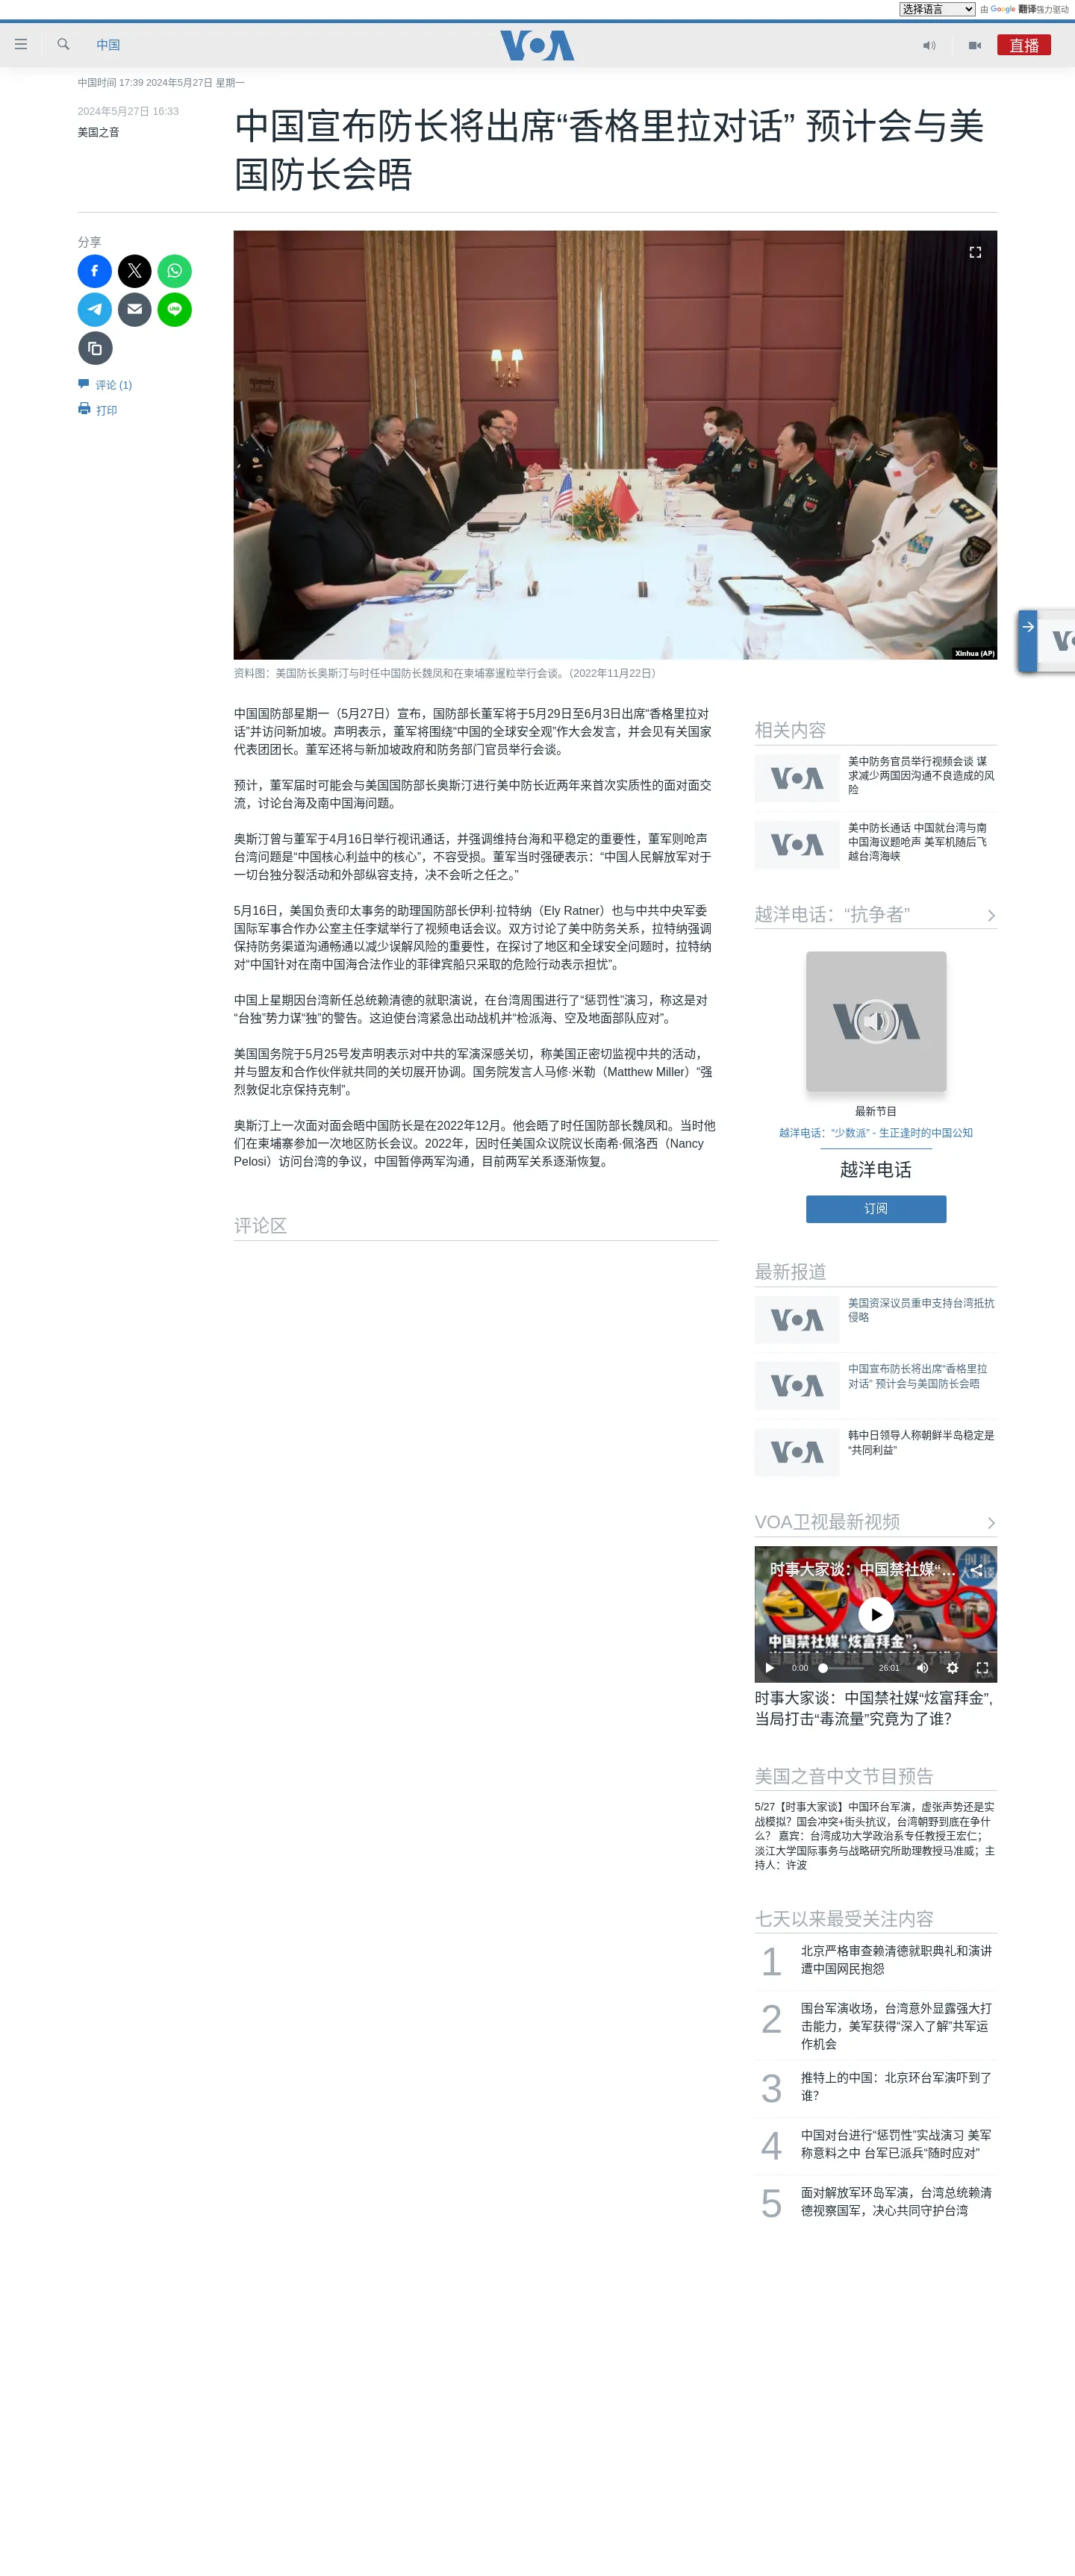 选择语言 由 Google 翻译强力驱动
中国
VOA
直播
中国时间 17:39 2024年5月27日 星期一
2024年5月27日 16:33
美国之音
中国宣布防长将出席“香格里拉对话” 预计会与美
国防长会晤
分享
LINE
评论 (1)
打印
Xinhua (AP)
资料图：美国防长奥斯汀与时任中国防长魏凤和在柬埔寨暹粒举行会谈。（2022年11月22日）
中国国防部星期一（5月27日）宣布，国防部长董军将于5月29日至6月3日出席“香格里拉对
话”并访问新加坡。声明表示，董军将围绕“中国的全球安全观”作大会发言，并会见有关国家
代表团团长。董军还将与新加坡政府和防务部门官员举行会谈。
预计，董军届时可能会与美国国防部长奥斯汀进行美中防长近两年来首次实质性的面对面交
流，讨论台海及南中国海问题。
奥斯汀曾与董军于4月16日举行视讯通话，并强调维持台海和平稳定的重要性，董军则呛声
台湾问题是“中国核心利益中的核心”，不容受损。董军当时强硬表示：“中国人民解放军对于
一切台独分裂活动和外部纵容支持，决不会听之任之。”
5月16日，美国负责印太事务的助理国防部长伊利·拉特纳（Ely Ratner）也与中共中央军委
国际军事合作办公室主任李斌举行了视频电话会议。双方讨论了美中防务关系，拉特纳强调
保持防务渠道沟通畅通以减少误解风险的重要性，在探讨了地区和全球安全问题时，拉特纳
对“中国针对在南中国海合法作业的菲律宾船只采取的危险行动表示担忧”。
中国上星期因台湾新任总统赖清德的就职演说，在台湾周围进行了“惩罚性”演习，称这是对
“台独”势力谋“独”的警告。这迫使台湾紧急出动战机并“检派海、空及地面部队应对”。
美国国务院于5月25号发声明表示对中共的军演深感关切，称美国正密切监视中共的活动，
并与盟友和合作伙伴就共同的关切展开协调。国务院发言人马修·米勒（Matthew Miller）“强
烈敦促北京保持克制”。
奥斯汀上一次面对面会晤中国防长是在2022年12月。他会晤了时任国防部长魏凤和。当时他
们在柬埔寨参加一次地区防长会议。2022年，因时任美国众议院议长南希·佩洛西（Nancy
Pelosi）访问台湾的争议，中国暂停两军沟通，目前两军关系逐渐恢复。
评论区
相关内容
VOA
美中防务官员举行视频会谈 谋
求减少两国因沟通不良造成的风
险
VOA
美中防长通话 中国就台湾与南
中国海议题呛声 美军机随后飞
越台湾海峡
越洋电话：“抗争者”
VOA
最新节目
越洋电话：“少数派” - 生正逢时的中国公知
越洋电话
订阅
最新报道
VOA
美国资深议员重申支持台湾抵抗
侵略
VOA
中国宣布防长将出席“香格里拉
对话” 预计会与美国防长会晤
VOA
韩中日领导人称朝鲜半岛稳定是
“共同利益”
VOA卫视最新视频
时事大家谈：中国禁社媒“...
中国禁社媒“炫富拜金”，
当局打击“毒流量”究竟为了谁？
0:00 26:01
时事大家谈：中国禁社媒“炫富拜金”，
当局打击“毒流量”究竟为了谁？
美国之音中文节目预告
5/27【时事大家谈】中国环台军演，虚张声势还是实
战模拟？国会冲突+街头抗议，台湾朝野到底在争什
么？ 嘉宾：台湾成功大学政治系专任教授王宏仁；
淡江大学国际事务与战略研究所助理教授马准威；主
持人：许波
七天以来最受关注内容
1 北京严格审查赖清德就职典礼和演讲
遭中国网民抱怨
2 围台军演收场，台湾意外显露强大打
击能力，美军获得“深入了解”共军运
作机会
3 推特上的中国：北京环台军演吓到了
谁？
4 中国对台进行“惩罚性”实战演习 美军
称意料之中 台军已派兵“随时应对”
5 面对解放军环岛军演，台湾总统赖清
德视察国军，决心共同守护台湾